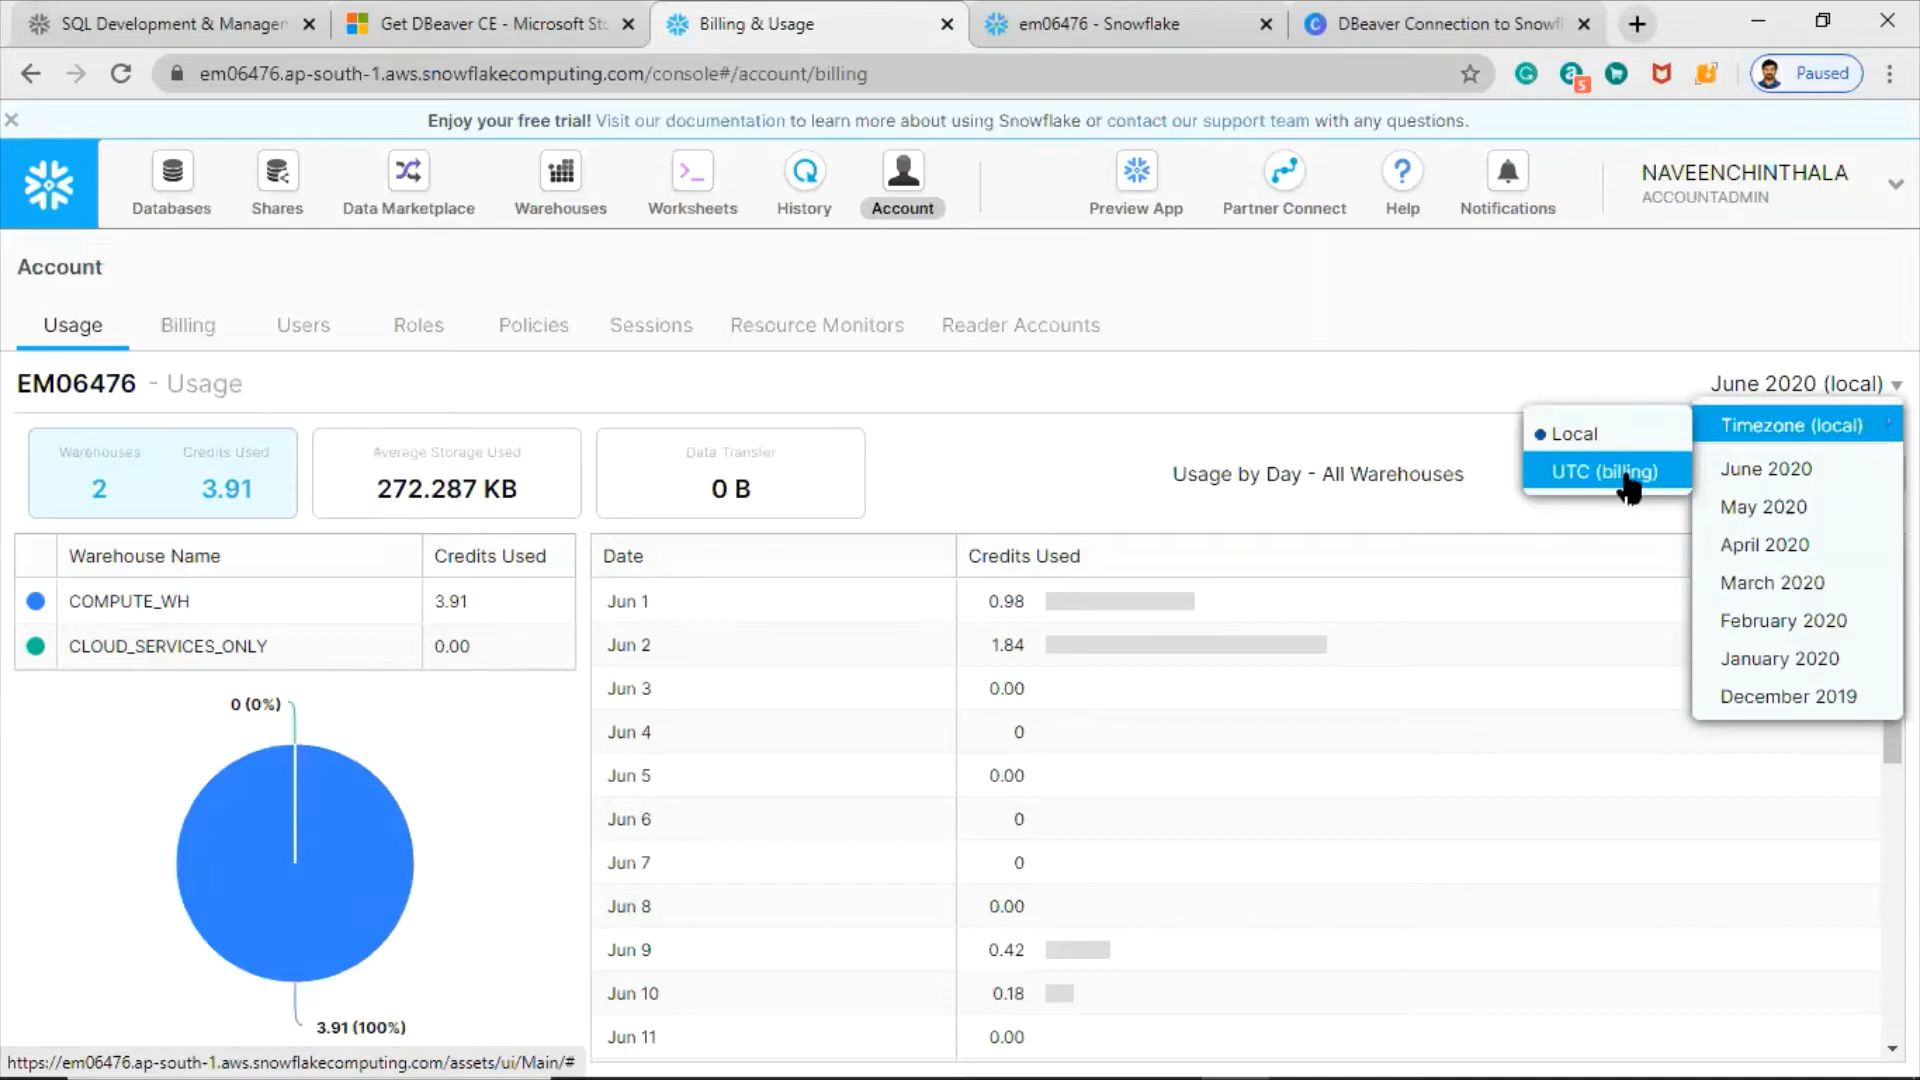 SQL Development & Manager
Get DBeaver CE - Microsoft Sto
Billing & Usage
em06476 - Snowflake
DBeaver Connection to Snowfl
em06476.ap-south-1.aws.snowflakecomputing.com/console#/account/billing
5
Paused
Enjoy your free trial! Visit our documentation to learn more about using Snowflake or contact our support team with any questions.
Databases
Shares
Data Marketplace
Warehouses
Worksheets
History
Account
Preview App
Partner Connect
Help
Notifications
NAVEENCHINTHALA
ACCOUNTADMIN
Account
Usage
Billing
Users
Roles
Policies
Sessions
Resource Monitors
Reader Accounts
EM06476 - Usage
June 2020 (local)
Timezone (local)
Local
UTC (billing)
June 2020
May 2020
April 2020
March 2020
February 2020
January 2020
December 2019
Warehouses
2
Credits Used
3.91
Average Storage Used
272.287 KB
Data Transfer
0 B
Usage by Day - All Warehouses
Warehouse Name Credits Used
COMPUTE_WH 3.91
CLOUD_SERVICES_ONLY 0.00
0 (0%)
3.91 (100%)
Date Credits Used
Jun 1 0.98
Jun 2 1.84
Jun 3 0.00
Jun 4 0
Jun 5 0.00
Jun 6 0
Jun 7 0
Jun 8 0.00
Jun 9 0.42
Jun 10 0.18
Jun 11 0.00
https://em06476.ap-south-1.aws.snowflakecomputing.com/assets/ui/Main/#